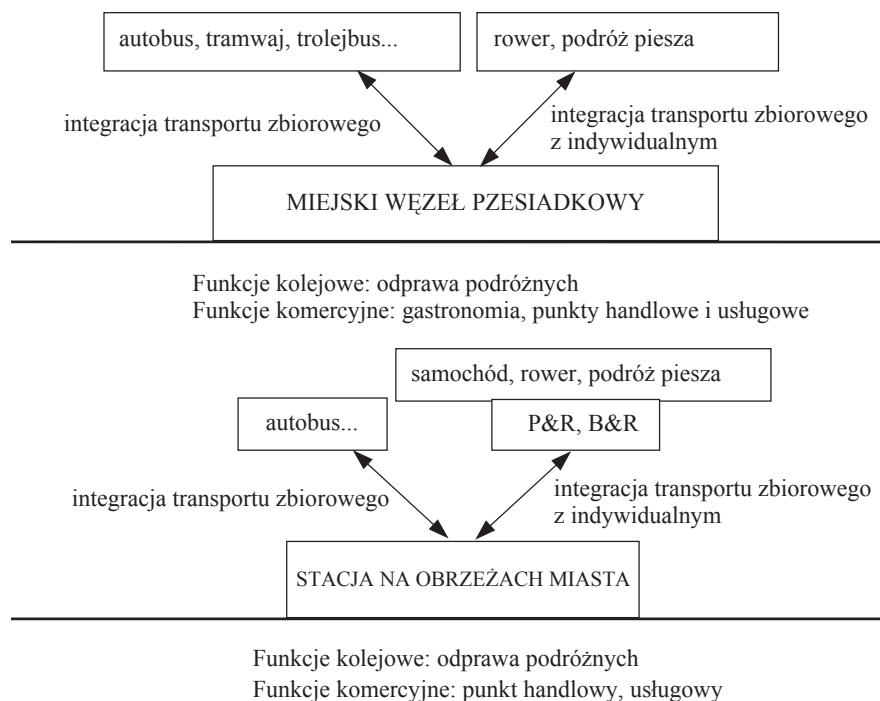 autobus, tramwaj, trolejbus...
rower, podróż piesza
integracja transportu zbiorowego
integracja transportu zbiorowego
z indywidualnym
MIEJSKI WĘZEŁ PZESIADKOWY
Funkcje kolejowe: odprawa podróżnych
Funkcje komercyjne: gastronomia, punkty handlowe i usługowe
samochód, rower, podróż piesza
autobus...
P&R, B&R
integracja transportu zbiorowego
integracja transportu zbiorowego
z indywidualnym
STACJA NA OBRZEŻACH MIASTA
Funkcje kolejowe: odprawa podróżnych
Funkcje komercyjne: punkt handlowy, usługowy